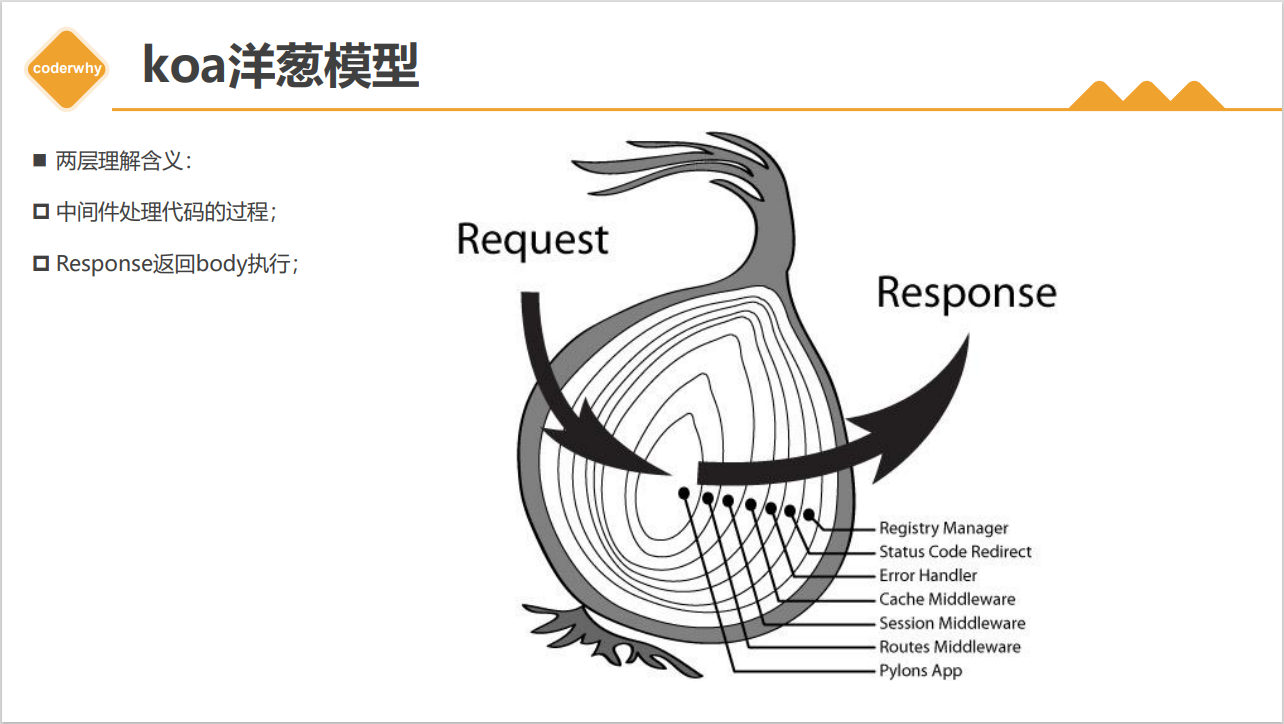 coderwhy
koa洋葱模型
两层理解含义：
中间件处理代码的过程；
Response返回body执行；
Request
Response
Registry Manager
Status Code Redirect
Error Handler
Cache Middleware
Session Middleware
Routes Middleware
Pylons App